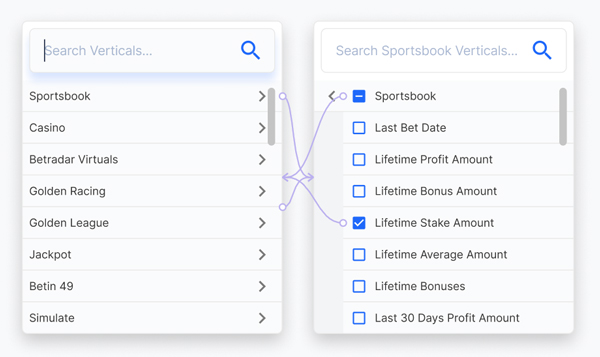 Search Verticals...
Sportsbook
Casino
Betradar Virtuals
Golden Racing
Golden League
Jackpot
Betin 49
Simulate
Search Sportsbook Verticals...
Sportsbook
Last Bet Date
Lifetime Profit Amount
Lifetime Bonus Amount
Lifetime Stake Amount
Lifetime Average Amount
Lifetime Bonuses
Last 30 Days Profit Amount